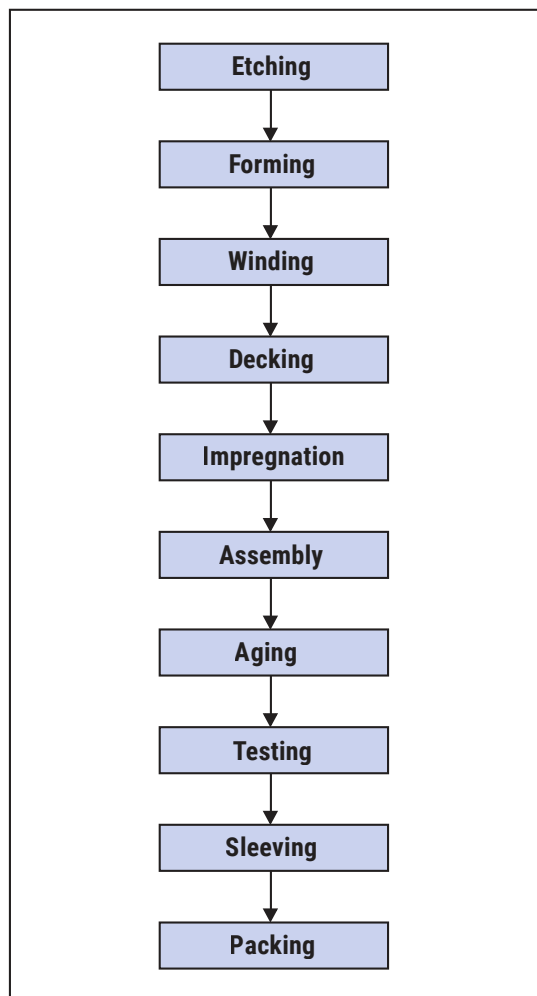 Etching
Forming
Winding
Decking
Impregnation
Assembly
Aging
Testing
Sleeving
Packing